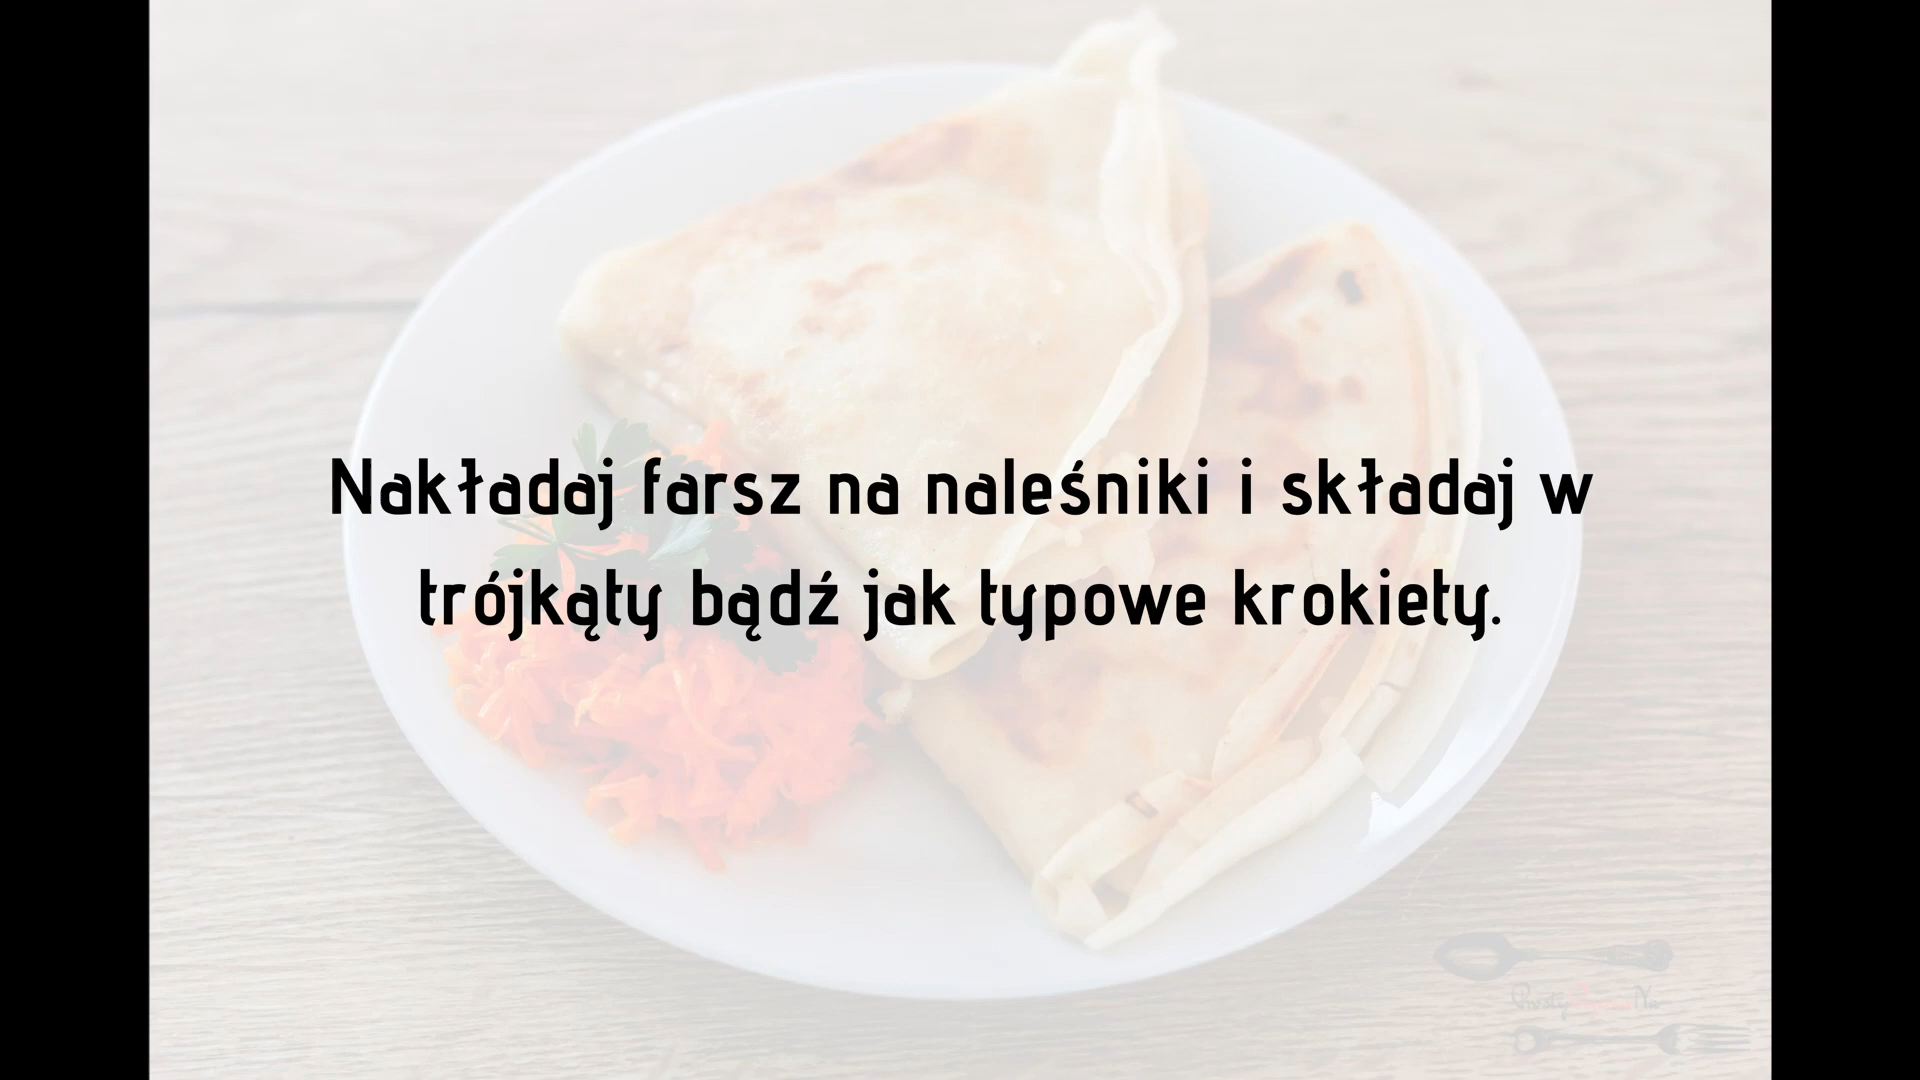 Nakładaj farsz na naleśniki i składaj w
trójkąty bądź jak typowe krokiety.